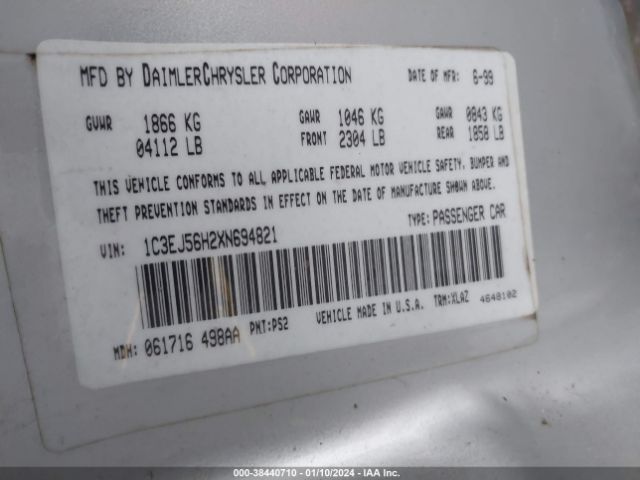 MFD BY DAIMLERCHRYSLER CORPORATION DATE OF MFR: 6-99
GVWR 1866 KG GAWR 1046 KG GAWR 0843 KG
04112 LB FRONT 2304 LB REAR 1858 LB
THIS VEHICLE CONFORMS TO ALL APPLICABLE FEDERAL MOTOR VEHICLE SAFETY, BUMPER AND
THEFT PREVENTION STANDARDS IN EFFECT ON THE DATE OF MANUFACTURE SHOWN ABOVE.
VIN: 1C3EJ56H2XN694821 TYPE: PASSENGER CAR
MDH: 061716 498AA PNT:PS2 VEHICLE MADE IN U.S.A. TRM:XLAZ 4648102
000-38440710 - 01/10/2024 - IAA Inc.